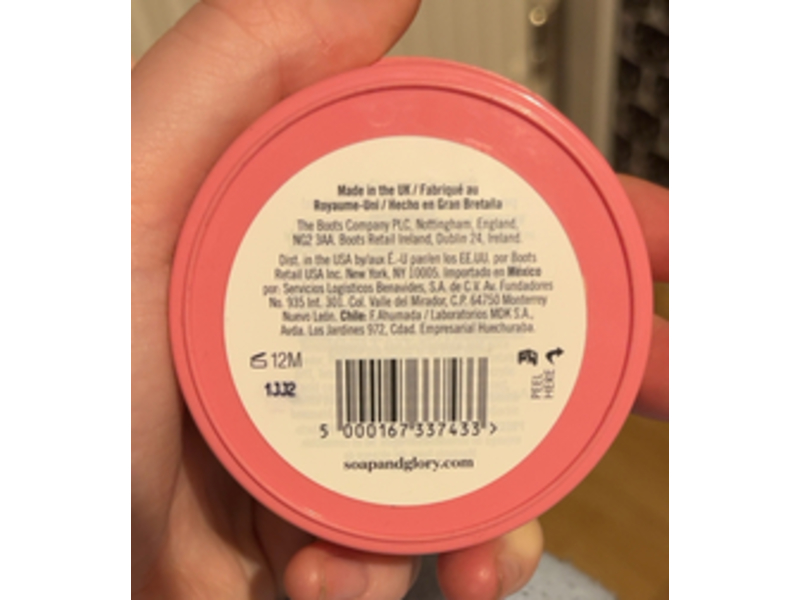 Made in the UK / Fabriqué au
Royaume-Uni / Hecho en Gran Bretaña
The Boots Company PLC, Nottingham, England,
NG2 3AA. Boots Retail Ireland, Dublin 24, Ireland.
Dist. in the USA by/aux É.-U par/en los EE.UU. por Boots
Retail USA Inc. New York, NY 10005. Importado en México
por: Servicios Logísticos Benavides, S.A. de C.V. Av. Fundadores
No. 935 Int. 301. Col. Valle del Mirador, C.P. 64750 Monterrey
Nuevo León. Chile: F.Ahumada / Laboratorios MDK S.A.,
Avda. Los Jardines 972, Cdad. Empresarial Huechuraba.
12M
1JJ2
PEEL
HERE
5 000167 337433 >
soapandglory.com